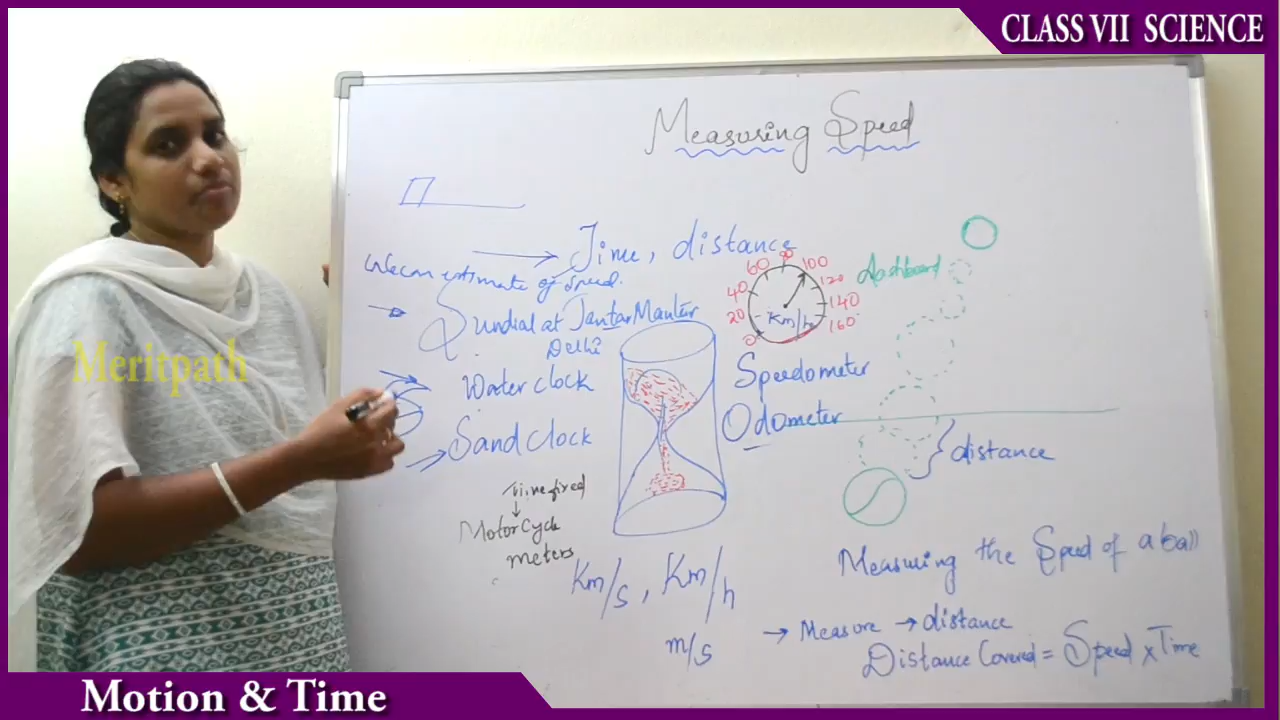 CLASS VII SCIENCE
Measuring Speed
Time, distance
We can estimate of Speed.
Sundial at Jantar Manter
Delhi
Water clock
Sand clock
Time fixed
MotorCycle
meters
Km/s, Km/h
m/s
0 20 40 60 80 100 120 140 160
Km/h
Dashboard
Speedometer
Odometer
distance
Measuring the Speed of a ball
→ Measure → distance
Distance Covered = Speed x Time
Meritpath
Motion & Time